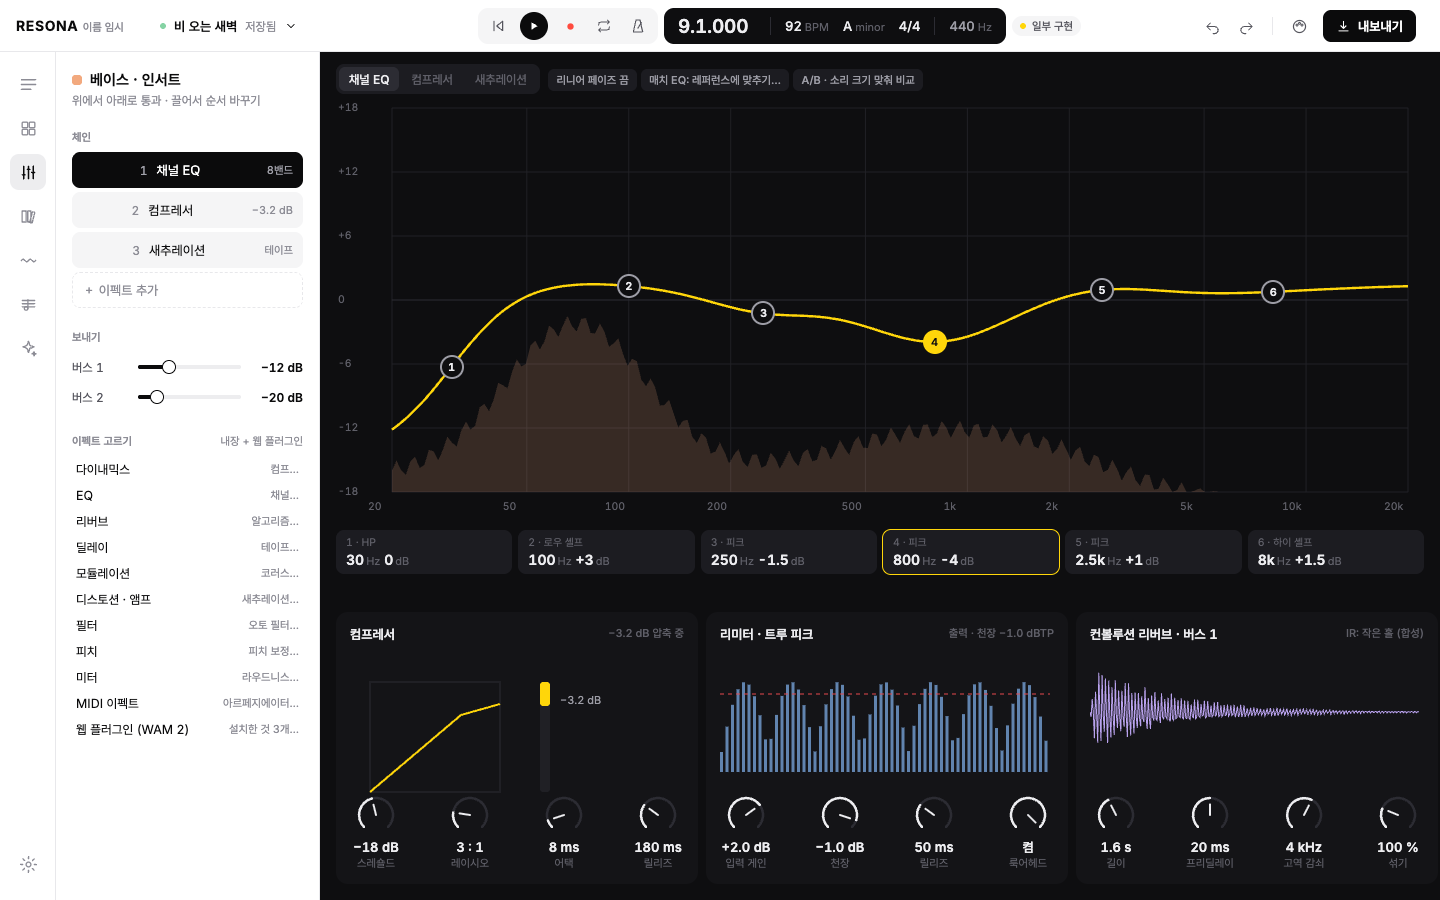 RESONA 이름 임시
비 오는 새벽 저장됨
9.1.000 92 BPM A minor 4/4 440 Hz
일부 구현
내보내기
베이스 · 인서트
위에서 아래로 통과 · 끌어서 순서 바꾸기
체인
1 채널 EQ 8밴드
2 컴프레서 −3.2 dB
3 새추레이션 테이프
+ 이펙트 추가
보내기
버스 1 −12 dB
버스 2 −20 dB
이펙트 고르기 내장 + 웹 플러그인
다이내믹스 컴프...
EQ 채널...
리버브 알고리즘...
딜레이 테이프...
모듈레이션 코러스...
디스토션 · 앰프 새추레이션...
필터 오토 필터...
피치 피치 보정...
미터 라우드니스...
MIDI 이펙트 아르페지에이터...
웹 플러그인 (WAM 2) 설치한 것 3개...
채널 EQ 컴프레서 새추레이션 리니어 페이즈 끔 매치 EQ: 레퍼런스에 맞추기... A/B · 소리 크기 맞춰 비교
+18
+12
+6
0
-6
-12
-18
1 2 3 4 5 6
20 50 100 200 500 1k 2k 5k 10k 20k
1 · HP
30 Hz 0 dB
2 · 로우 셸프
100 Hz +3 dB
3 · 피크
250 Hz -1.5 dB
4 · 피크
800 Hz -4 dB
5 · 피크
2.5k Hz +1 dB
6 · 하이 셸프
8k Hz +1.5 dB
컴프레서 −3.2 dB 압축 중
−3.2 dB
−18 dB 3 : 1 8 ms 180 ms
스레숄드 레이시오 어택 릴리즈
리미터 · 트루 피크 출력 · 천장 −1.0 dBTP
+2.0 dB −1.0 dB 50 ms 켬
입력 게인 천장 릴리즈 룩어헤드
컨볼루션 리버브 · 버스 1 IR: 작은 홀 (합성)
1.6 s 20 ms 4 kHz 100 %
길이 프리딜레이 고역 감쇠 섞기